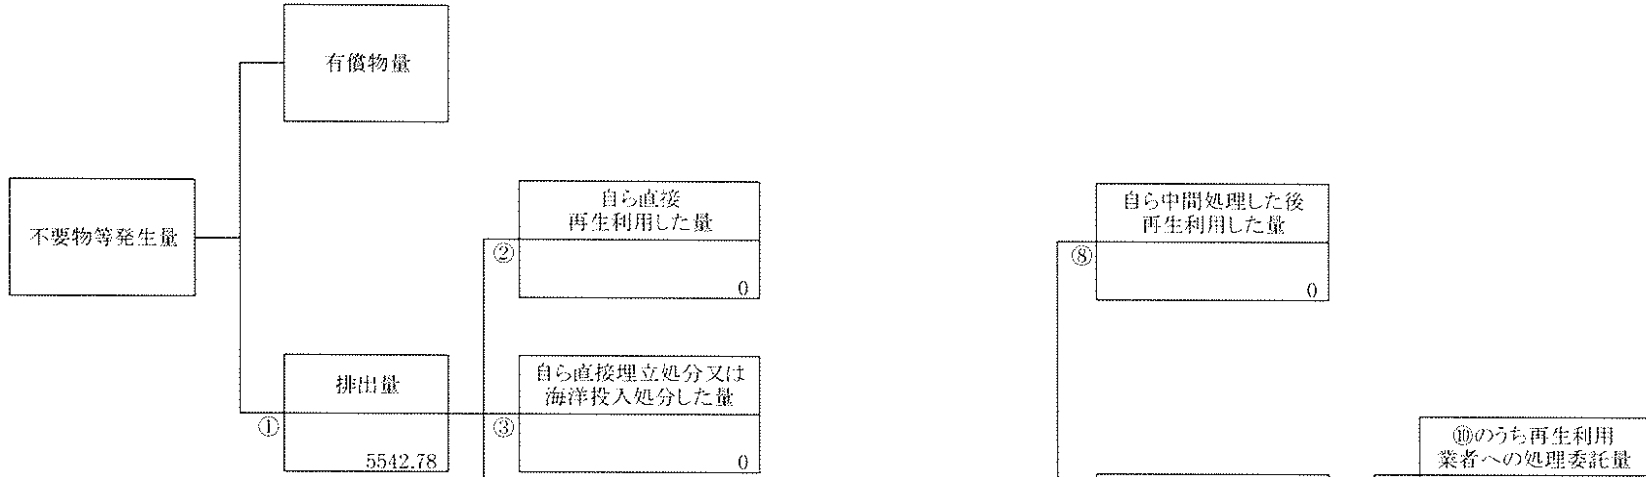 有償物量
不要物等発生量
自ら直接
再生利用した量
②
0
自ら中間処理した後
再生利用した量
⑧
0
排出量
①
5542.78
自ら直接埋立処分又は
海洋投入処分した量
③
0
⑩のうち再生利用
業者への処理委託量